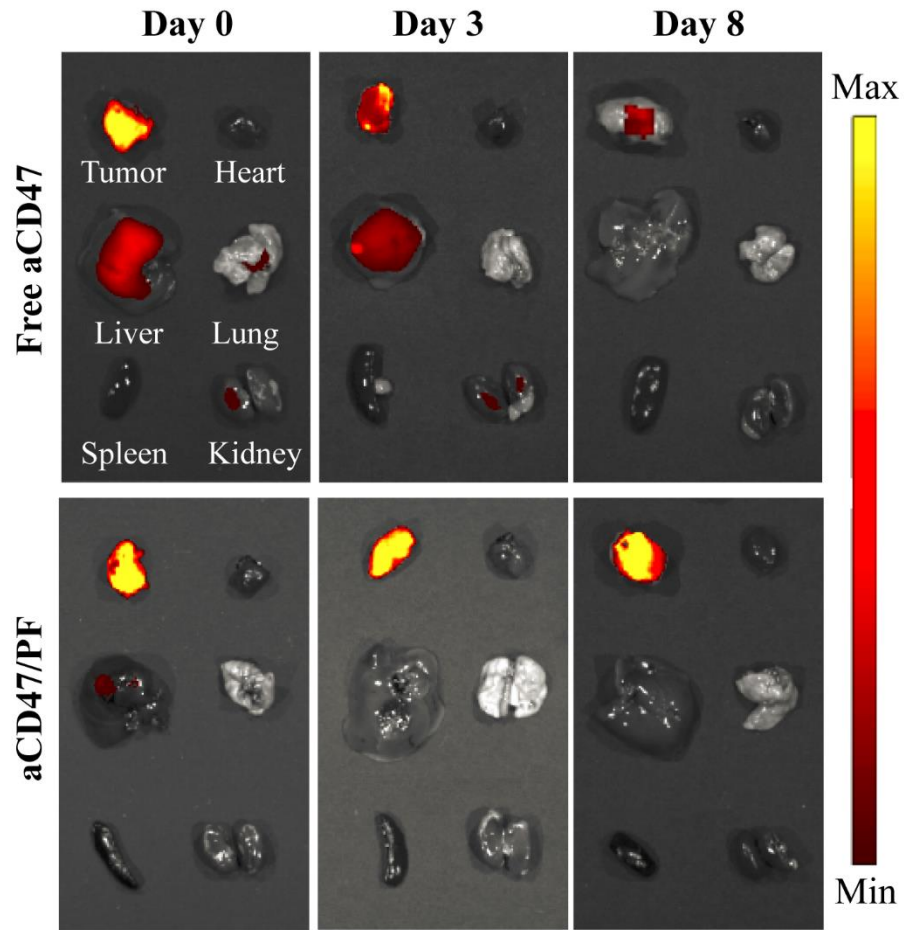 Day 0 Day 3 Day 8
Max
Free aCD47
Tumor Heart
Liver Lung
Spleen Kidney
aCD47/PF
Min